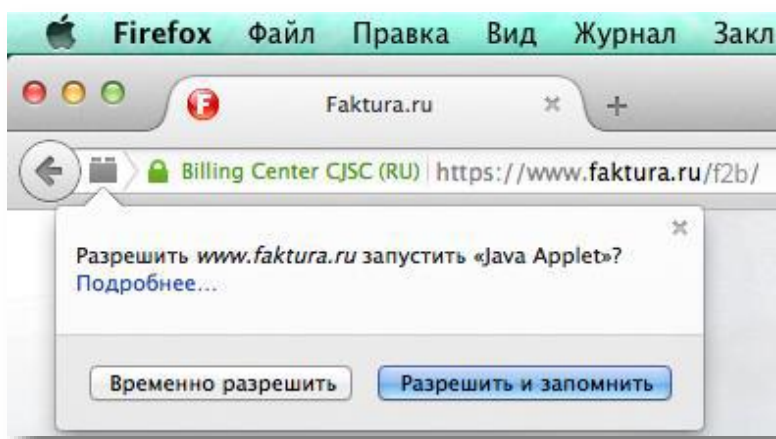 Firefox Файл Правка Вид Журнал Закл
F Faktura.ru
Billing Center CJSC (RU) https://www.faktura.ru/f2b/
Разрешить www.faktura.ru запустить «Java Applet»?
Подробнее...
Временно разрешить Разрешить и запомнить